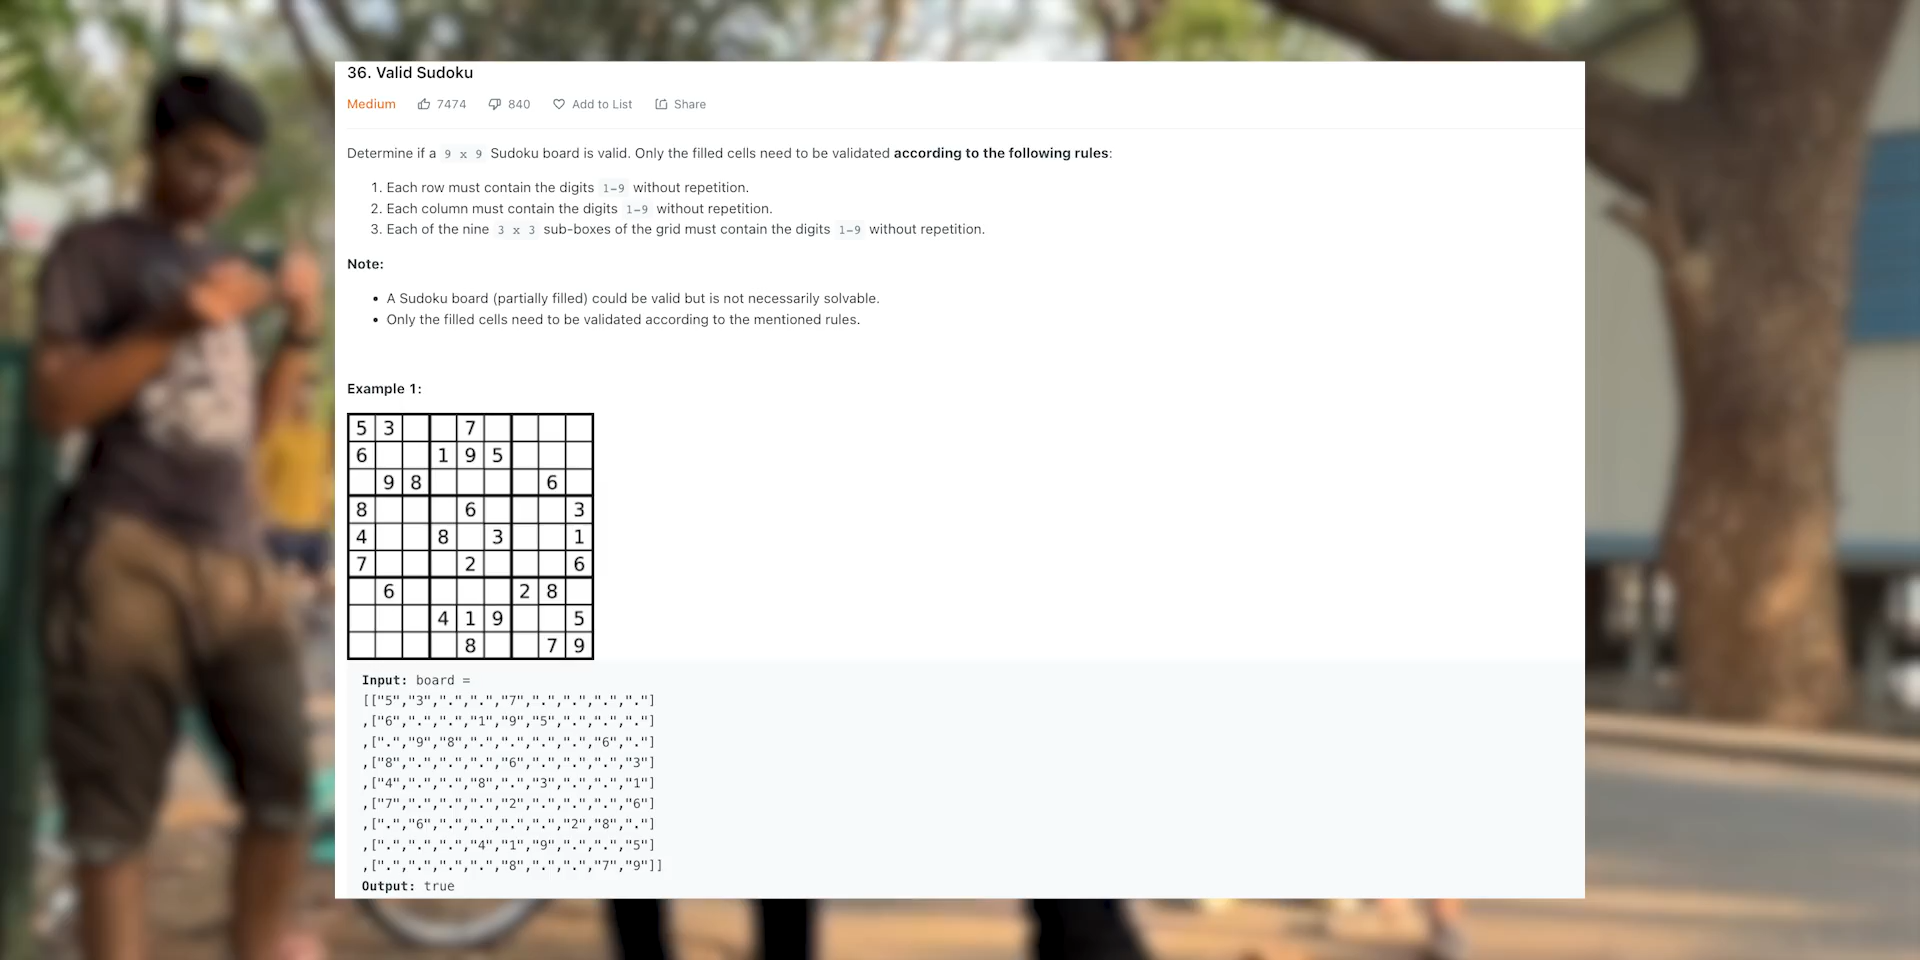 36. Valid Sudoku
Medium 7474 840 Add to List Share
Determine if a 9 x 9 Sudoku board is valid. Only the filled cells need to be validated according to the following rules:
1. Each row must contain the digits 1-9 without repetition.
2. Each column must contain the digits 1-9 without repetition.
3. Each of the nine 3 x 3 sub-boxes of the grid must contain the digits 1-9 without repetition.
Note:
• A Sudoku board (partially filled) could be valid but is not necessarily solvable.
• Only the filled cells need to be validated according to the mentioned rules.
Example 1:
5 3 7
6 1 9 5
9 8 6
8 6 3
4 8 3 1
7 2 6
6 2 8
4 1 9 5
8 7 9
Input: board =
[["5","3",".",".","7",".",".",".","."]
,["6",".",".","1","9","5",".",".","."]
,[".","9","8",".",".",".",".","6","."]
,["8",".",".",".","6",".",".",".","3"]
,["4",".",".","8",".","3",".",".","1"]
,["7",".",".",".","2",".",".",".","6"]
,[".","6",".",".",".",".","2","8","."]
,[".",".",".","4","1","9",".",".","5"]
,[".",".",".",".","8",".",".","7","9"]]
Output: true